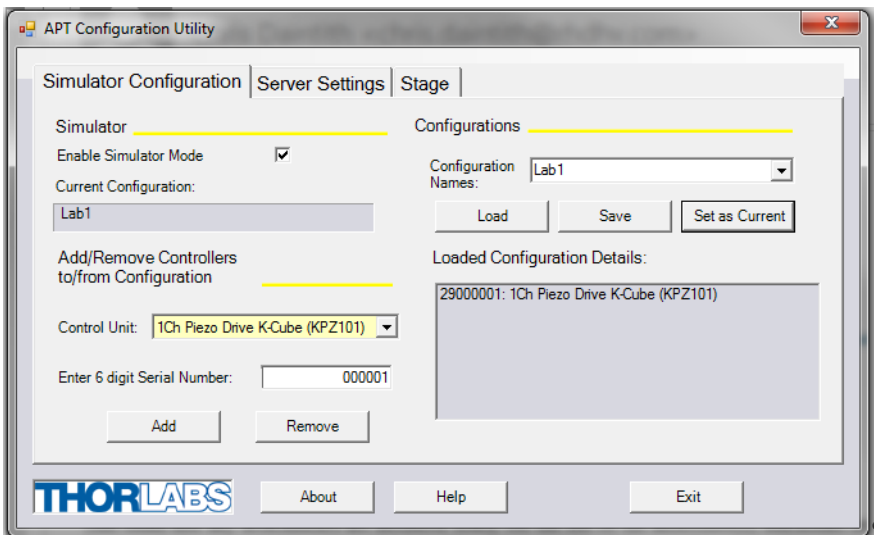 APT Configuration Utility
Simulator Configuration
Server Settings
Stage
Simulator
Enable Simulator Mode
Current Configuration:
Lab1
Add/Remove Controllers
to/from Configuration
Control Unit:
1Ch Piezo Drive K-Cube (KPZ101)
Enter 6 digit Serial Number:
000001
Add
Remove
Configurations
Configuration
Names:
Lab1
Load
Save
Set as Current
Loaded Configuration Details:
29000001: 1Ch Piezo Drive K-Cube (KPZ101)
THORLABS
About
Help
Exit